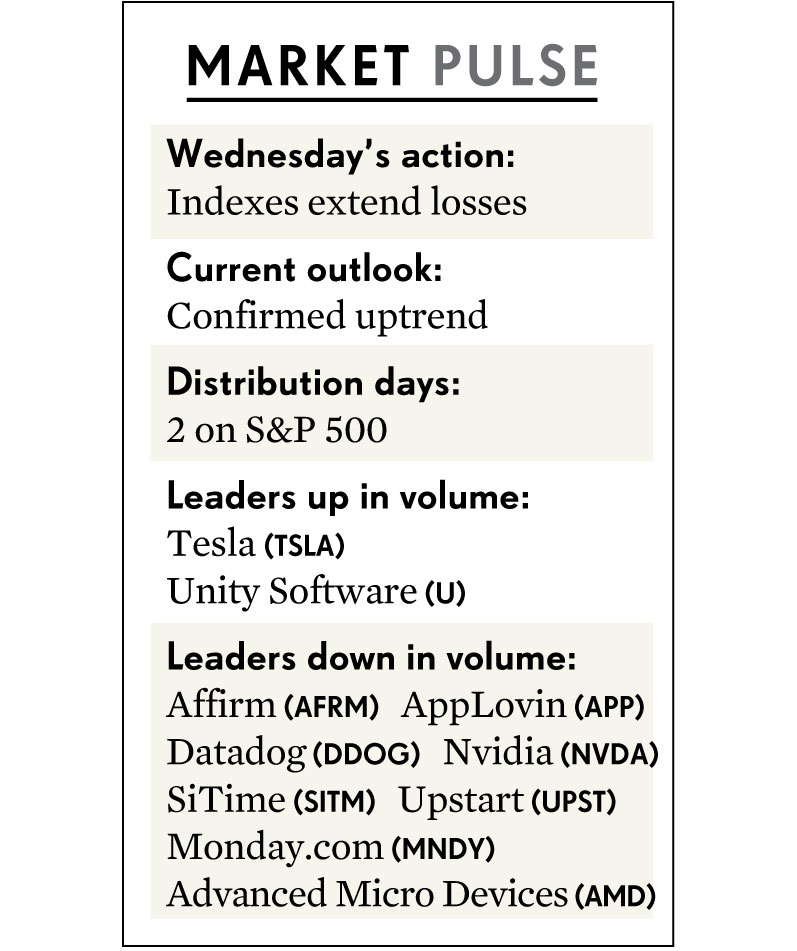 MARKET PULSE
Wednesday’s action:
Indexes extend losses
Current outlook:
Confirmed uptrend
Distribution days:
2 on S&P 500
Leaders up in volume:
Tesla (TSLA)
Unity Software (U)
Leaders down in volume:
Affirm (AFRM) AppLovin (APP)
Datadog (DDOG) Nvidia (NVDA)
SiTime (SITM) Upstart (UPST)
Monday.com (MNDY)
Advanced Micro Devices (AMD)